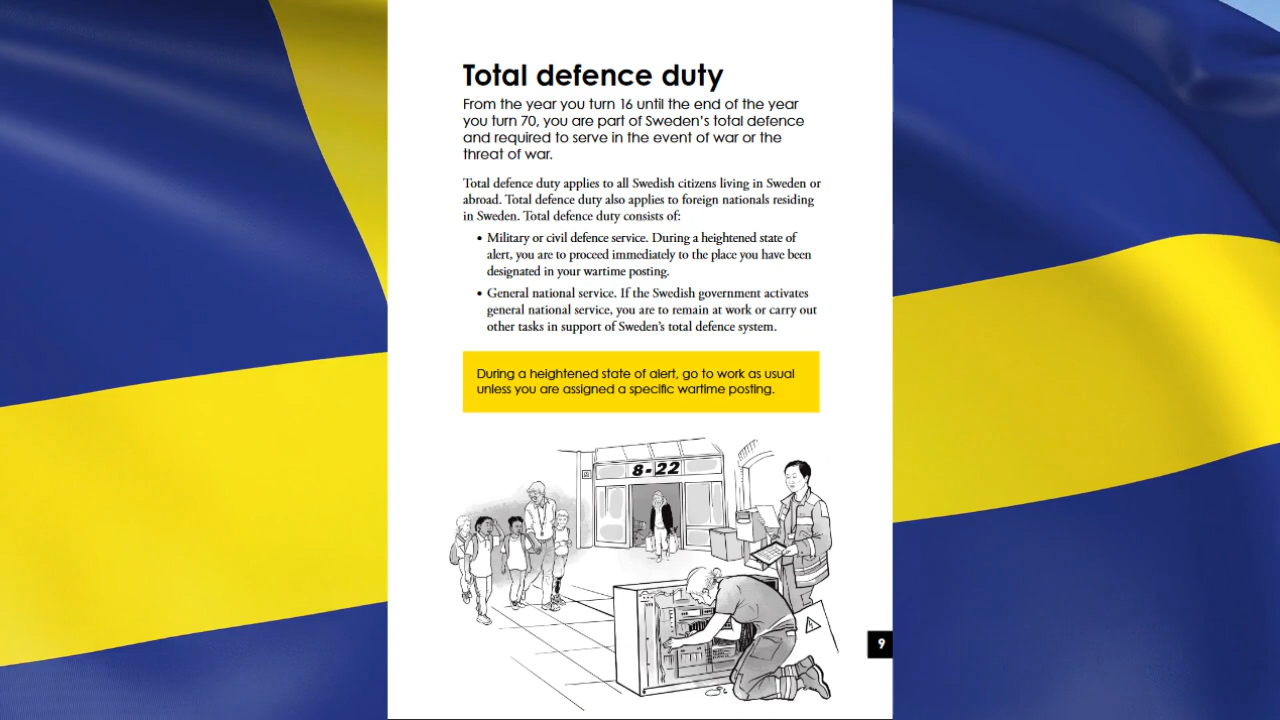 Total defence duty
From the year you turn 16 until the end of the year
you turn 70, you are part of Sweden's total defence
and required to serve in the event of war or the
threat of war.
Total defence duty applies to all Swedish citizens living in Sweden or
abroad. Total defence duty also applies to foreign nationals residing
in Sweden. Total defence duty consists of:
• Military or civil defence service. During a heightened state of
alert, you are to proceed immediately to the place you have been
designated in your wartime posting.
• General national service. If the Swedish government activates
general national service, you are to remain at work or carry out
other tasks in support of Sweden's total defence system.
During a heightened state of alert, go to work as usual
unless you are assigned a specific wartime posting.
8-22
9